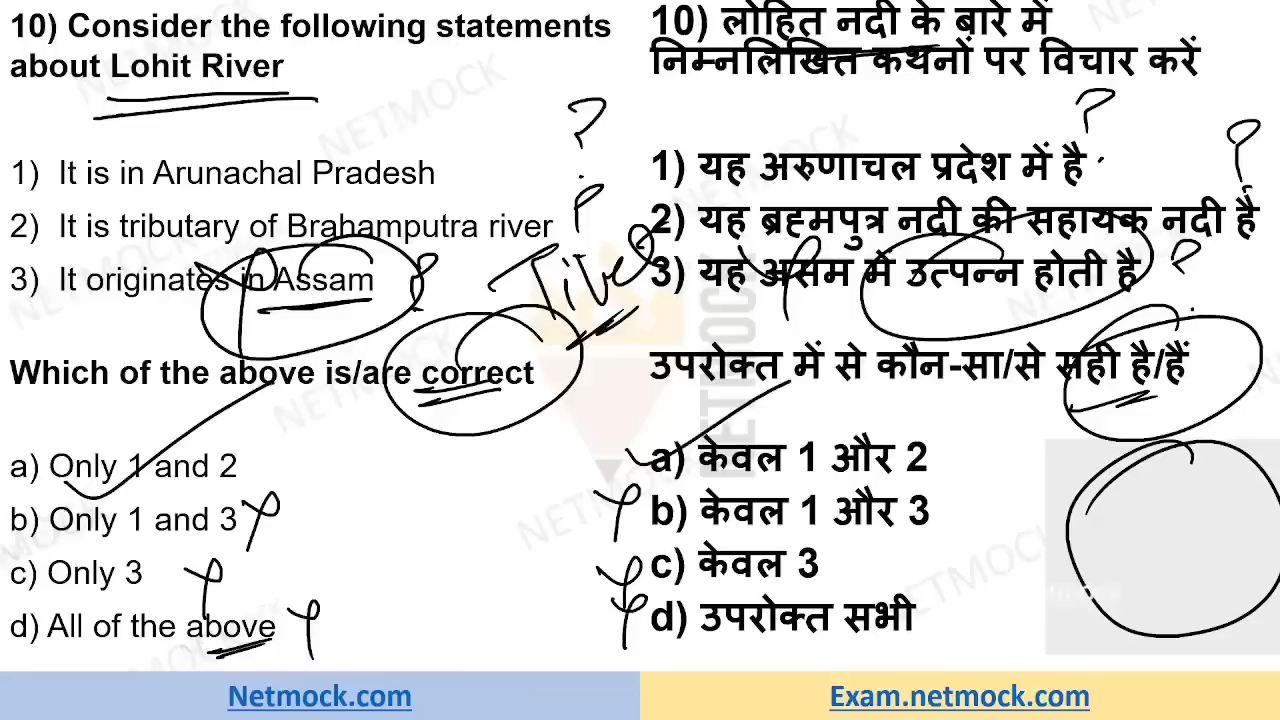 10) Consider the following statements
about Lohit River
1) It is in Arunachal Pradesh
2) It is tributary of Brahamputra river
3) It originates in Assam
Which of the above is/are correct
a) Only 1 and 2
b) Only 1 and 3
c) Only 3
d) All of the above
10) लोहित नदी के बारे में
निम्नलिखित कथनों पर विचार करें
1) यह अरुणाचल प्रदेश में है
2) यह ब्रह्मपुत्र नदी की सहायक नदी है
3) यह असम में उत्पन्न होती है
उपरोक्त में से कौन-सा/से सही है/हैं
a) केवल 1 और 2
b) केवल 1 और 3
c) केवल 3
d) उपरोक्त सभी
NETMOCK
Netmock.com
Exam.netmock.com